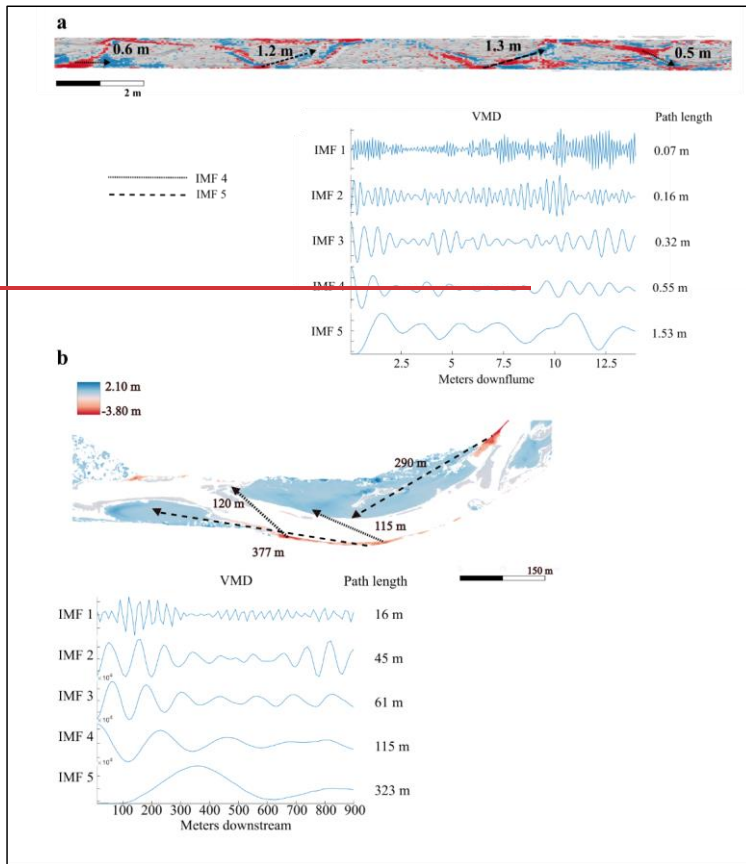 a
0.6 m
1.2 m
1.3 m
0.5 m
2 m
VMD Path length
IMF 1 0.07 m
IMF 2 0.16 m
IMF 3 0.32 m
IMF 4 0.55 m
IMF 5 1.53 m
IMF 4
IMF 5
2.5 5 7.5 10 12.5
Meters downflume
b
2.10 m
-3.80 m
290 m
120 m
115 m
377 m
150 m
VMD Path length
IMF 1 16 m
IMF 2 45 m
IMF 3 61 m
IMF 4 115 m
IMF 5 323 m
100 200 300 400 500 600 700 800 900
Meters downstream